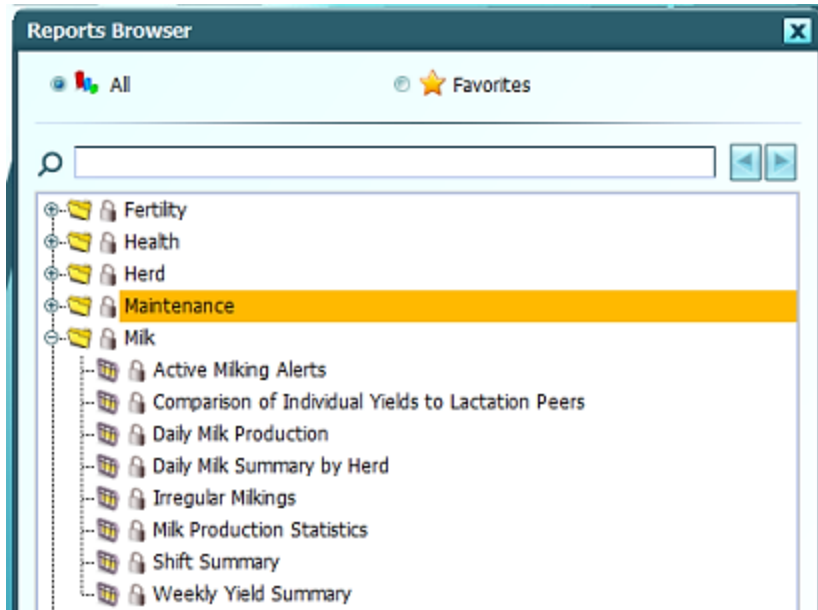 Reports Browser
All
Favorites
Fertility
Health
Herd
Maintenance
Milk
Active Milking Alerts
Comparison of Individual Yields to Lactation Peers
Daily Milk Production
Daily Milk Summary by Herd
Irregular Milkings
Milk Production Statistics
Shift Summary
Weekly Yield Summary